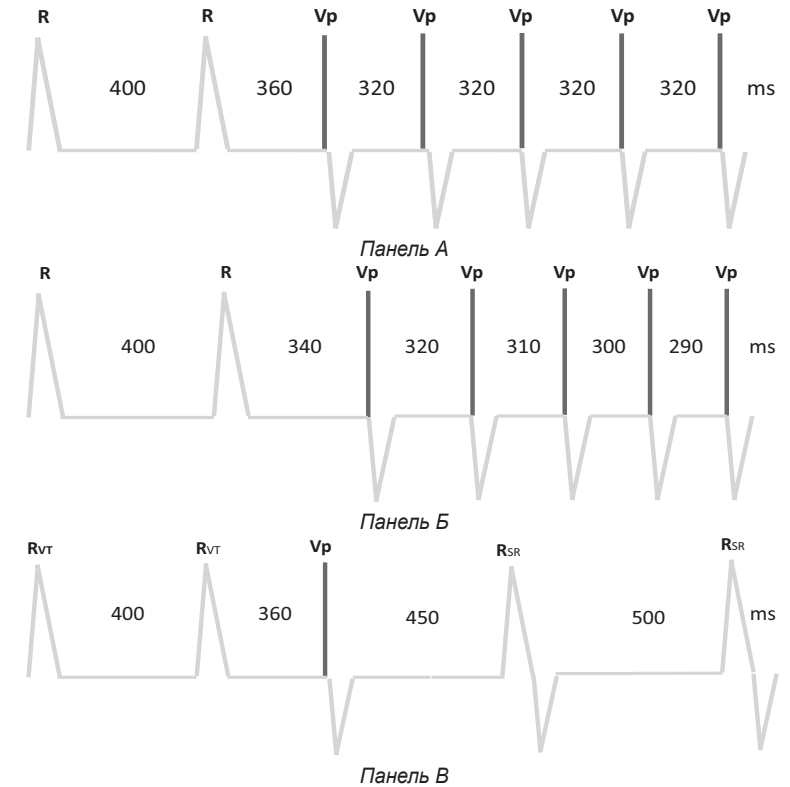 R R Vp Vp Vp Vp Vp
400 360 320 320 320 320 ms
Панель А
R R Vp Vp Vp Vp Vp
400 340 320 310 300 290 ms
Панель Б
RVT RVT Vp RSR RSR
400 360 450 500 ms
Панель В